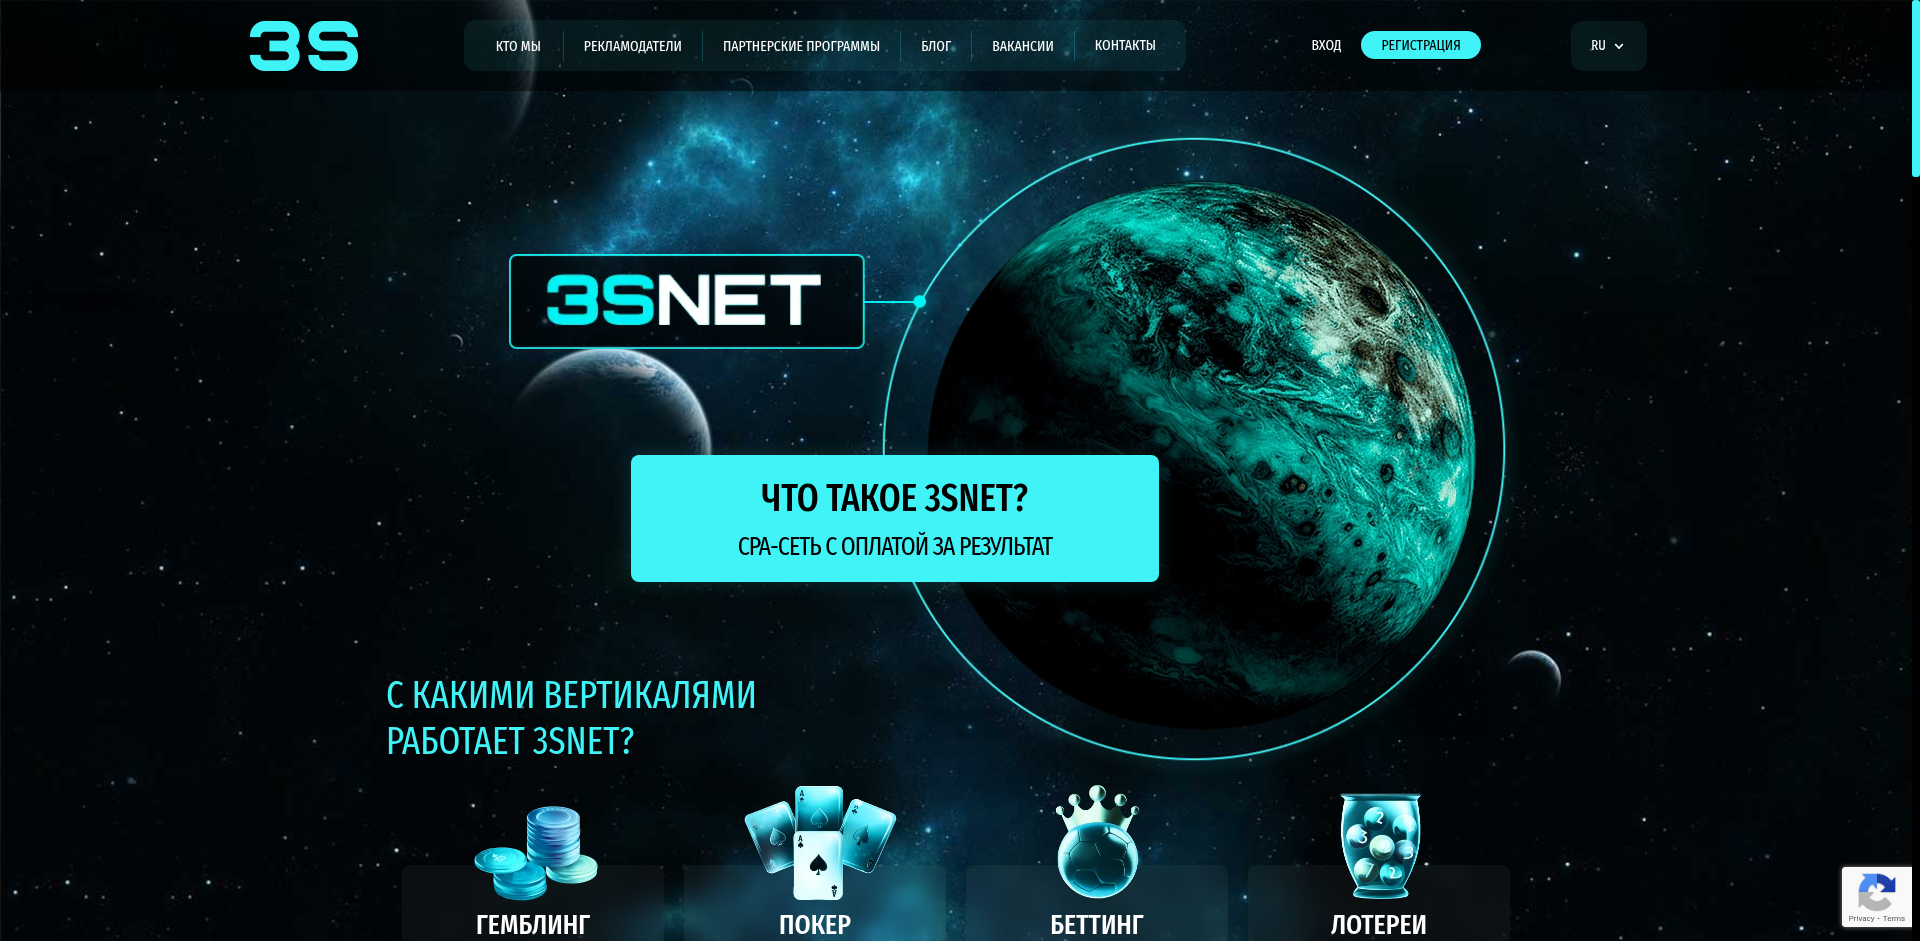 3S
КТО МЫ
РЕКЛАМОДАТЕЛИ
ПАРТНЕРСКИЕ ПРОГРАММЫ
БЛОГ
ВАКАНСИИ
КОНТАКТЫ
ВХОД
РЕГИСТРАЦИЯ
RU
3SNET
ЧТО ТАКОЕ 3SNET?
CPA-СЕТЬ С ОПЛАТОЙ ЗА РЕЗУЛЬТАТ
С КАКИМИ ВЕРТИКАЛЯМИ
РАБОТАЕТ 3SNET?
ГЕМБЛИНГ
ПОКЕР
БЕТТИНГ
ЛОТЕРЕИ
Privacy - Terms